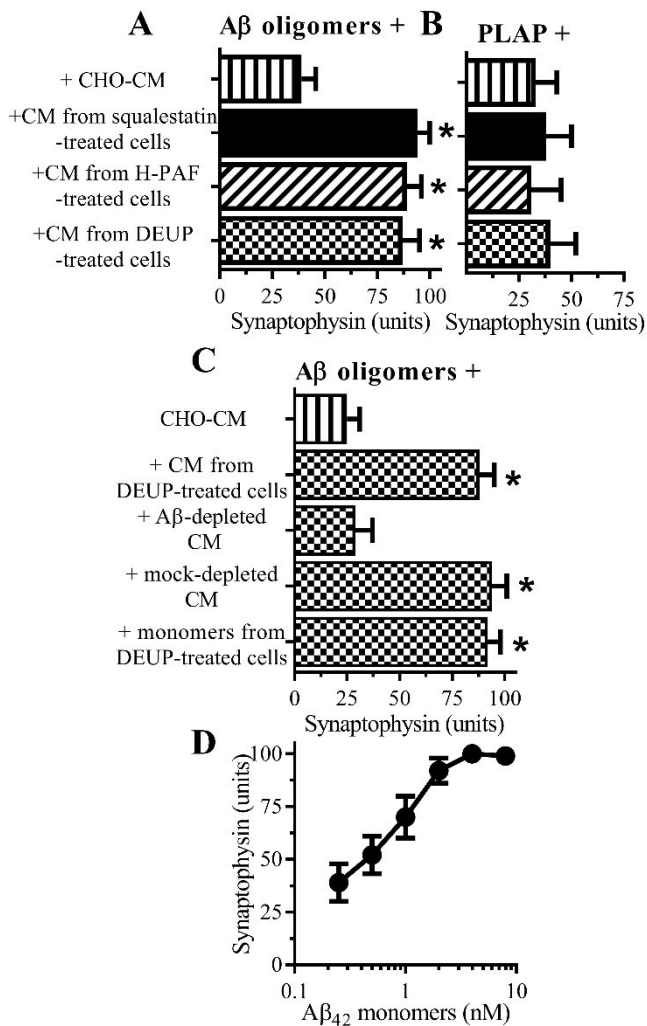 A
Aβ oligomers +
B
PLAP +
+ CHO-CM
+CM from squalestatin
-treated cells
*
+CM from H-PAF
-treated cells
*
+CM from DEUP
-treated cells
*
0 25 50 75 100
25 50 75
Synaptophysin (units)
Synaptophysin (units)
C
Aβ oligomers +
CHO-CM
+ CM from
DEUP-treated cells
*
+ Aβ-depleted
CM
+ mock-depleted
CM
*
+ monomers from
DEUP-treated cells
*
0 25 50 75 100
Synaptophysin (units)
D
Synaptophysin (units)
100
75
50
25
0
0.1 1 10
Aβ42 monomers (nM)